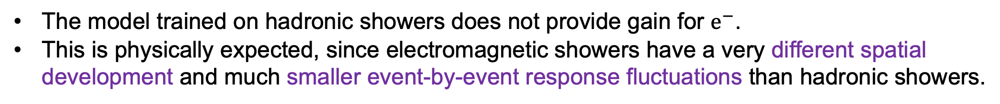 • The model trained on hadronic showers does not provide gain for e⁻.
• This is physically expected, since electromagnetic showers have a very different spatial
development and much smaller event-by-event response fluctuations than hadronic showers.